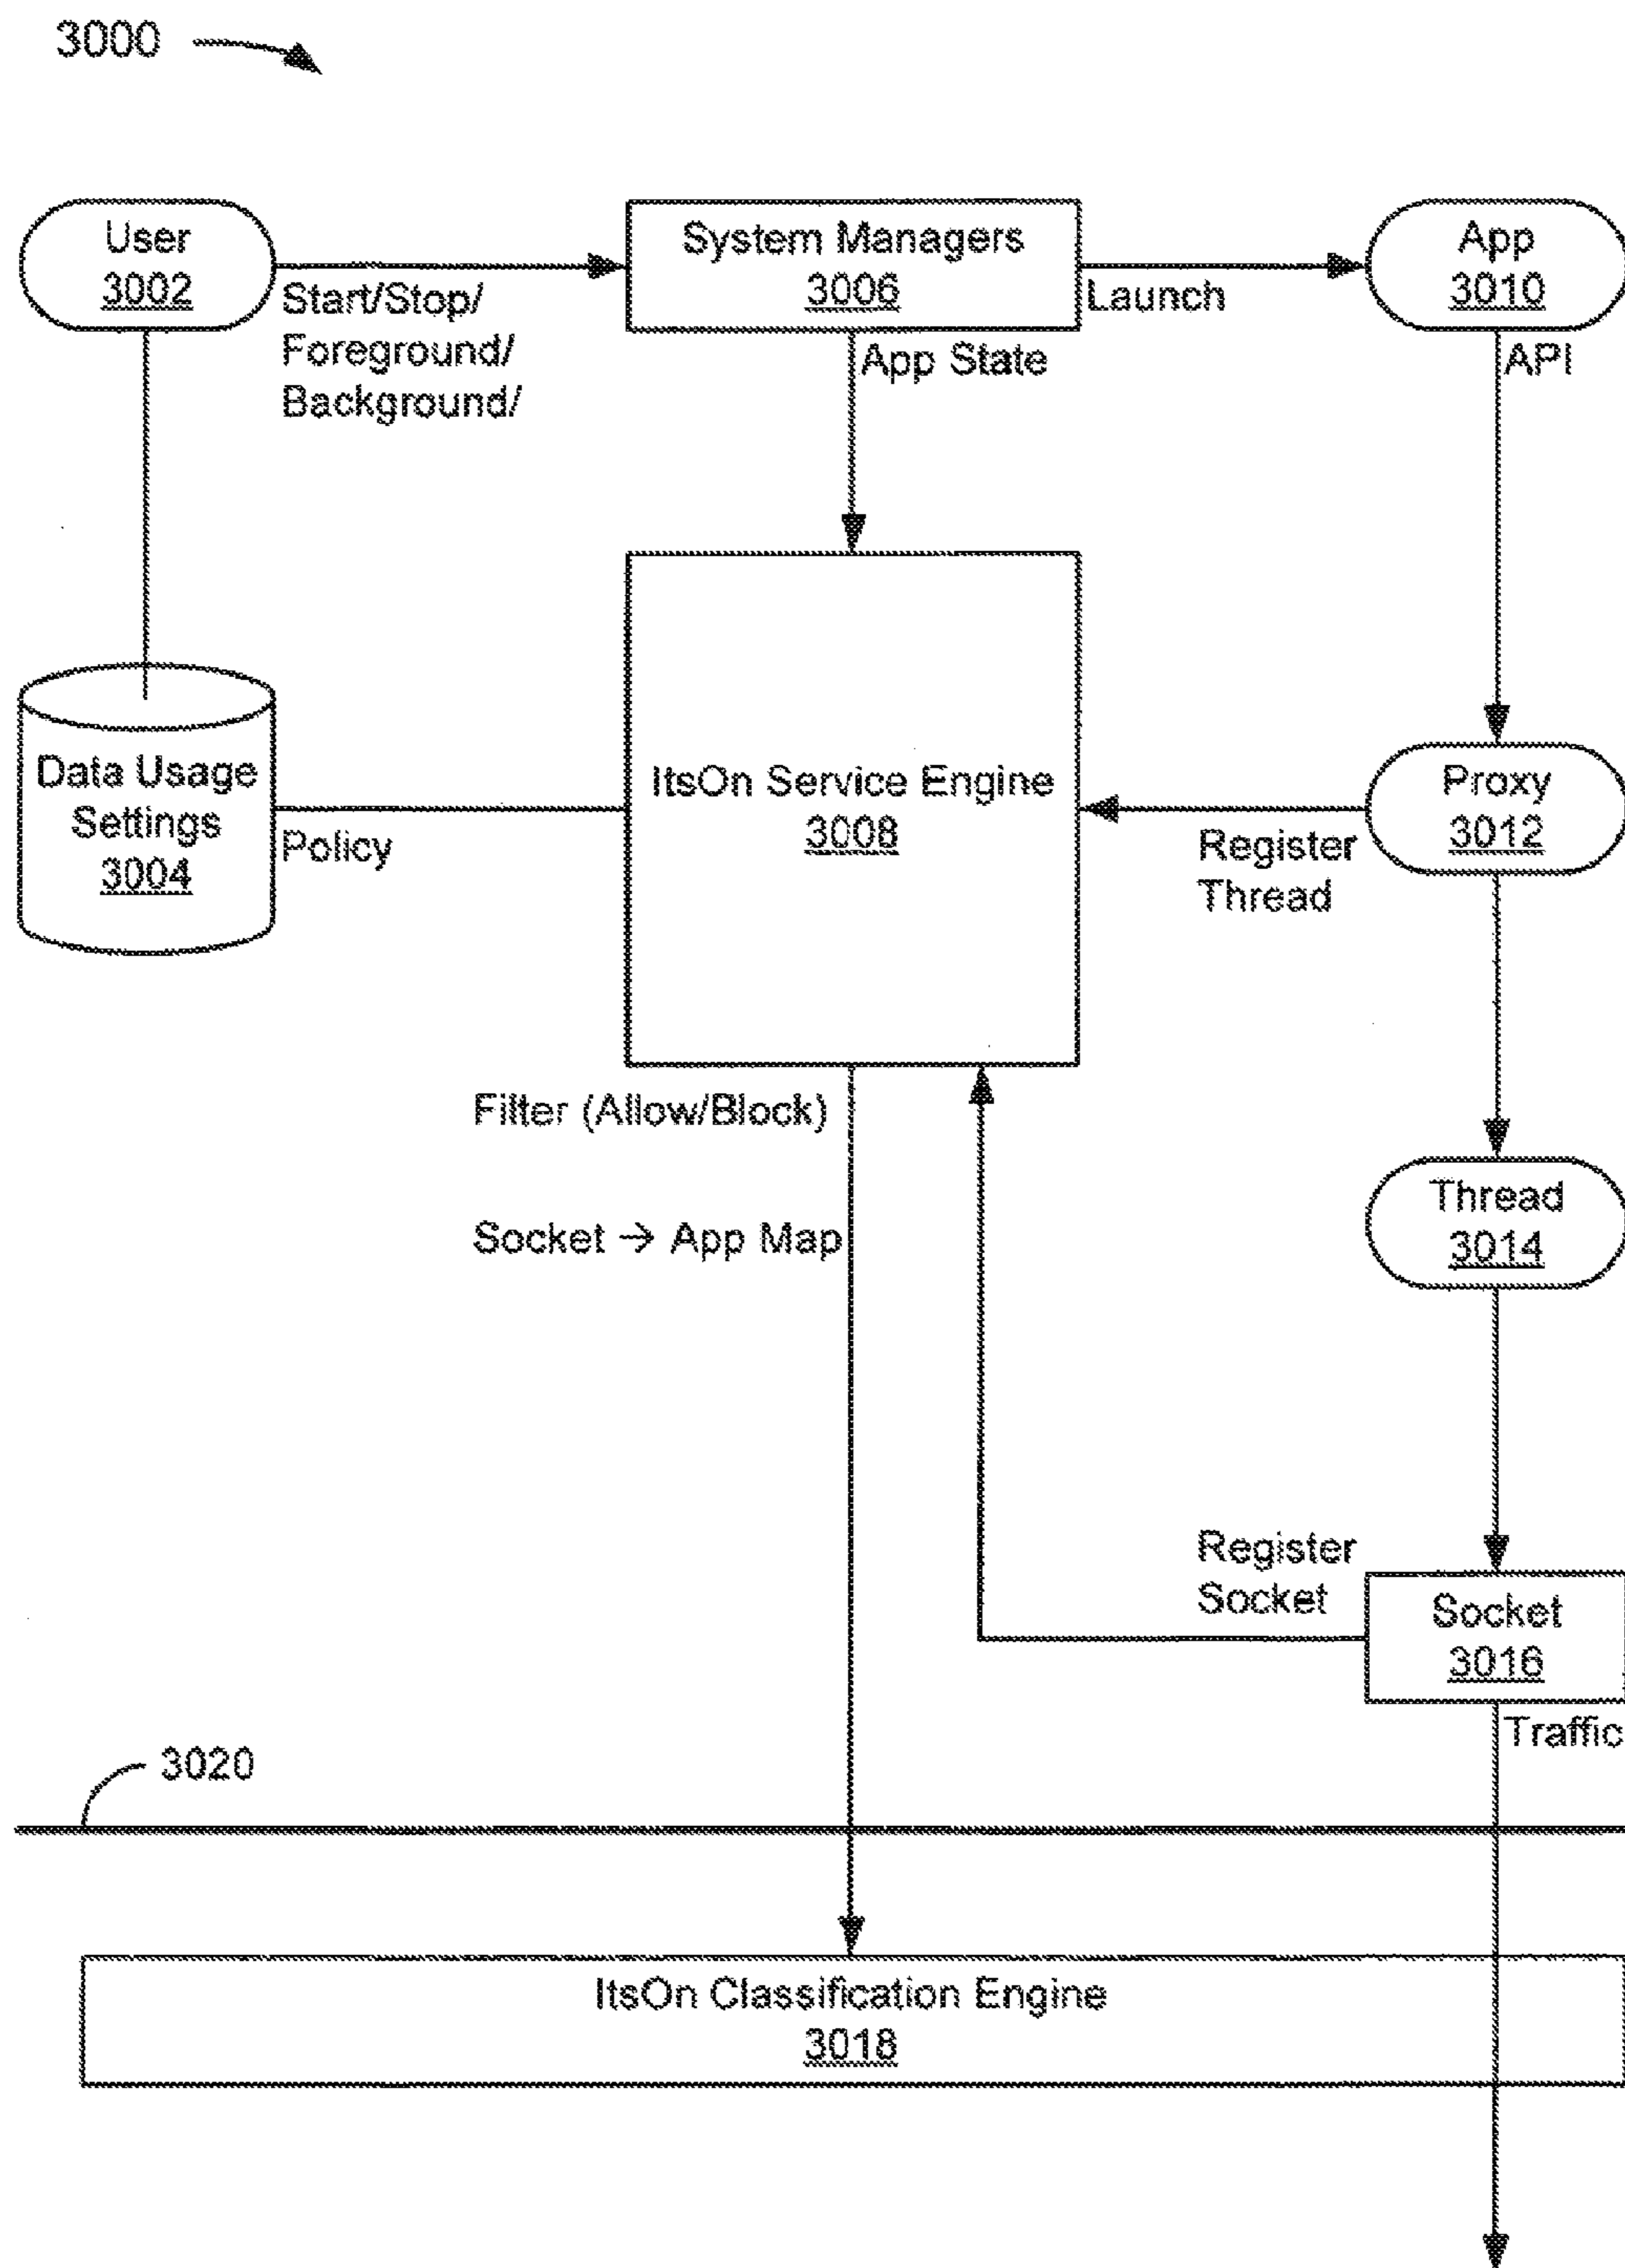 3000
User
3002
Start/Stop/
Foreground/
Background/
System Managers
3006
Launch
App
3010
App State
API
Data Usage
Settings
3004
Policy
ItsOn Service Engine
3008
Register
Thread
Proxy
3012
Filter (Allow/Block)
Socket → App Map
Thread
3014
Register
Socket
Socket
3016
Traffic
3020
ItsOn Classification Engine
3018